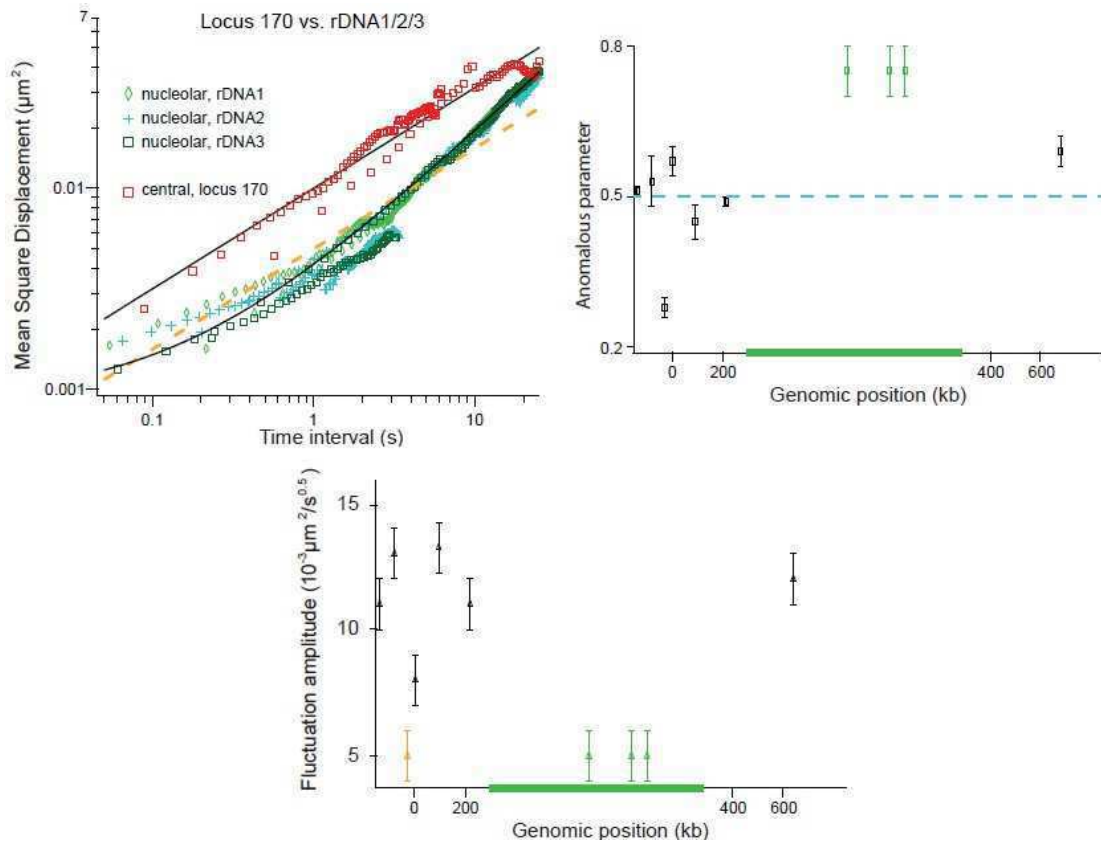 Locus 170 vs. rDNA1/2/3
7
0.01
0.001
Mean Square Displacement (µm²)
nucleolar, rDNA1
nucleolar, rDNA2
nucleolar, rDNA3
central, locus 170
0.1
1
10
Time interval (s)
0.8
0.5
0.2
Anomalous parameter
0
200
400
600
Genomic position (kb)
15
10
5
Fluctuation amplitude (10⁻³µm²/s⁰·⁵)
0
200
400
600
Genomic position (kb)